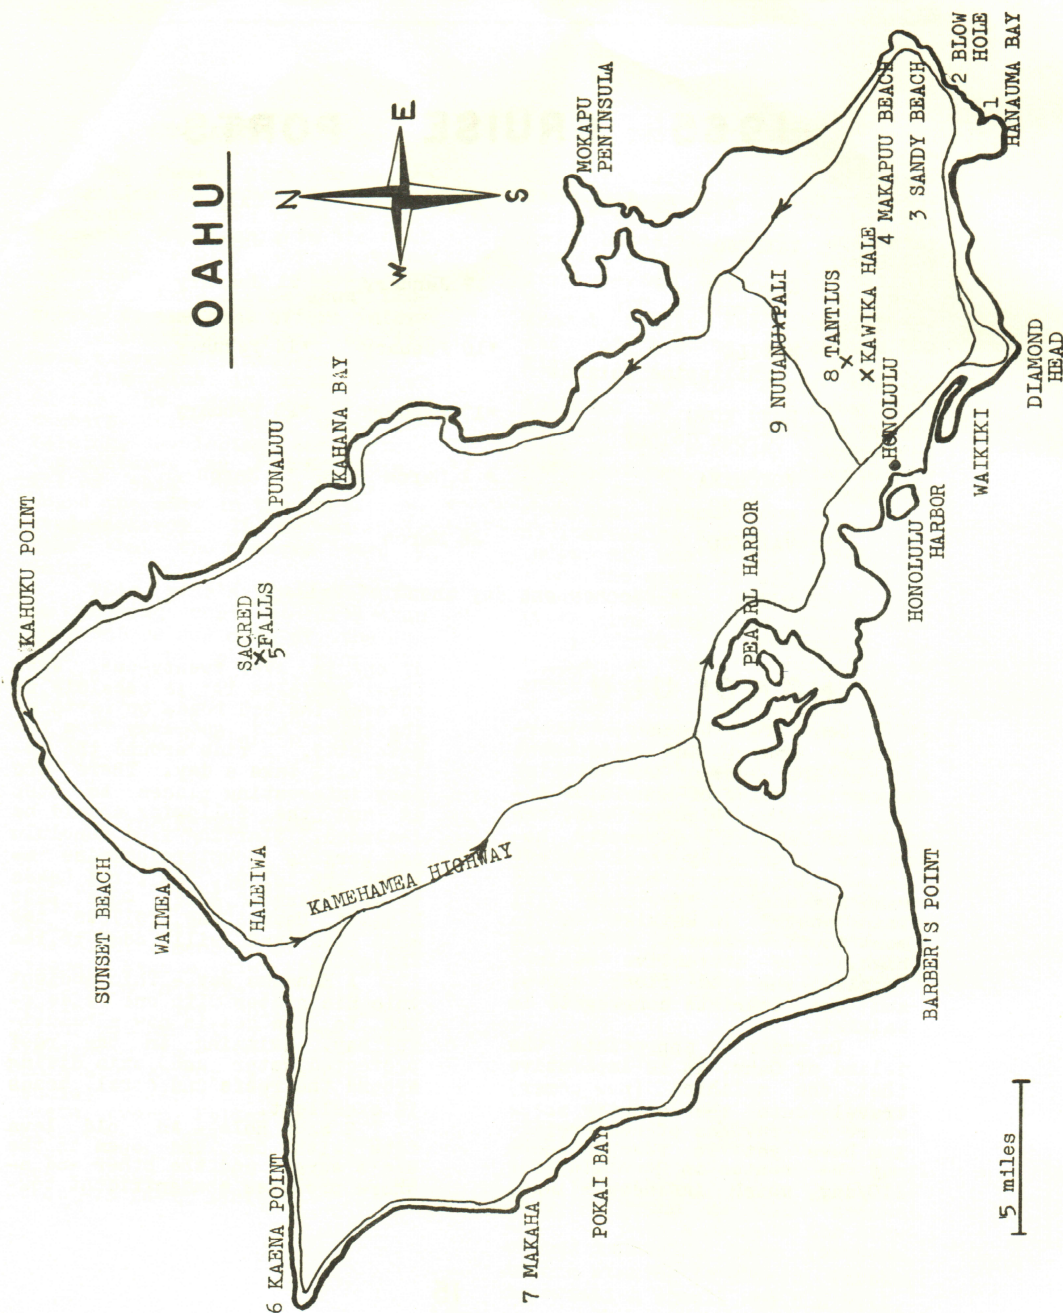 OAHU
N
E
S
W
KAHUKU POINT
PUNALUU
KAHANA BAY
MOKAPU
PENINSULA
SACRED
FALLS
5
SUNSET BEACH
WAIMEA
HALEIWA
KAMEHAMEA HIGHWAY
6 KAENA POINT
7 MAKAHA
POKAI BAY
BARBER'S POINT
PEARL HARBOR
HONOLULU
HARBOR
HONOLULU
WAIKIKI
DIAMOND
HEAD
9 NUUANUPALI
8 TANTLUS
KAWIKA HALE
4 MAKAPUU BEACH
3 SANDY BEACH
2 BLOW
HOLE
1
HANAUMA BAY
5 miles